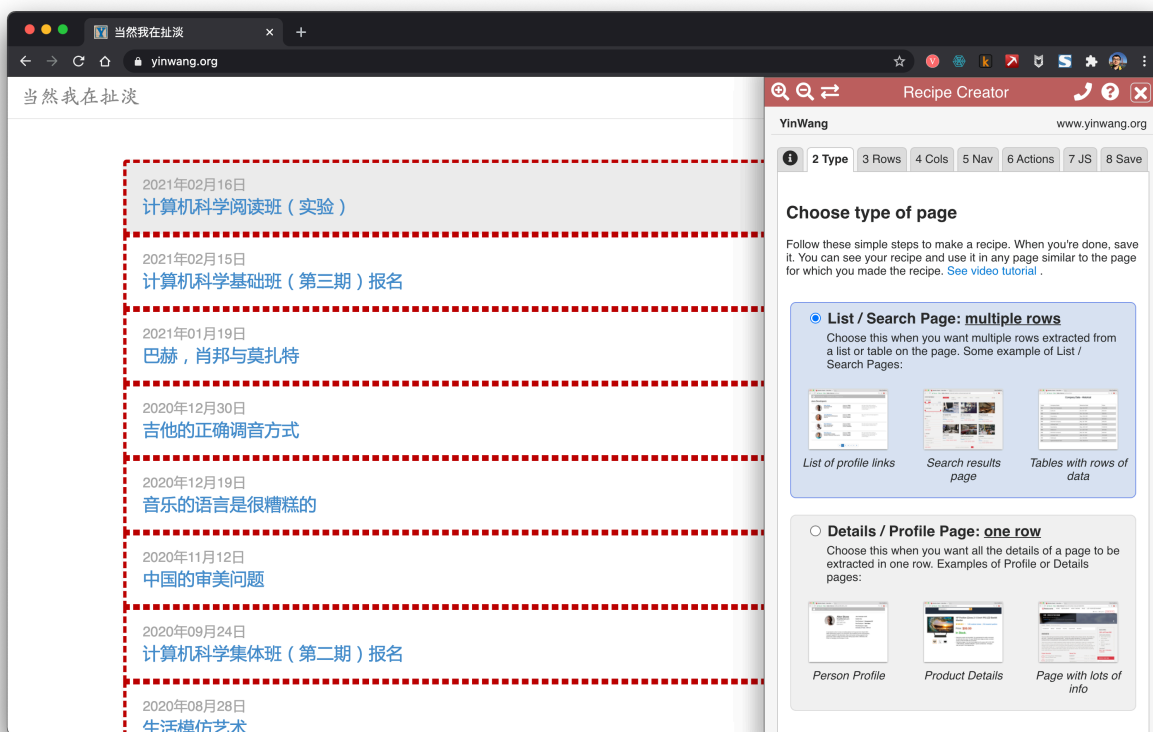 当然我在扯淡
yinwang.org
当然我在扯淡
2021年02月16日
计算机科学阅读班（实验）
2021年02月15日
计算机科学基础班（第三期）报名
2021年01月19日
巴赫，肖邦与莫扎特
2020年12月30日
吉他的正确调音方式
2020年12月19日
音乐的语言是很糟糕的
2020年11月12日
中国的审美问题
2020年09月24日
计算机科学集体班（第二期）报名
2020年08月28日
生活模仿艺术
Recipe Creator
YinWang www.yinwang.org
2 Type 3 Rows 4 Cols 5 Nav 6 Actions 7 JS 8 Save
Choose type of page
Follow these simple steps to make a recipe. When you're done, save
it. You can see your recipe and use it in any page similar to the page
for which you made the recipe. See video tutorial .
List / Search Page: multiple rows
Choose this when you want multiple rows extracted from
a list or table on the page. Some example of List /
Search Pages:
List of profile links Search results Tables with rows of
page data
Details / Profile Page: one row
Choose this when you want all the details of a page to be
extracted in one row. Examples of Profile or Details
pages:
Person Profile Product Details Page with lots of
info